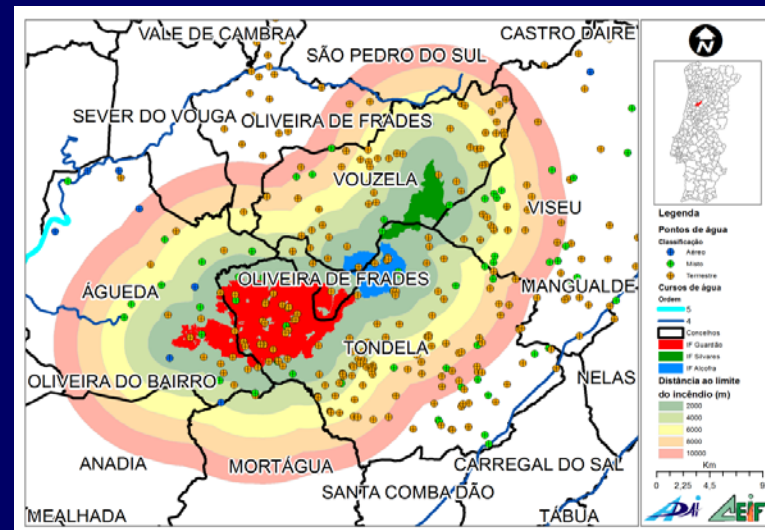 VALE DE CAMBRA
CASTRO DAIRE
SÃO PEDRO DO SUL
SEVER DO VOUGA
OLIVEIRA DE FRADES
VOUZELA
VISEU
OLIVEIRA DE FRADES
MANGUALDE
ÁGUEDA
TONDELA
OLIVEIRA DO BAIRRO
NELAS
ANADIA
MORTÁGUA
CARREGAL DO SAL
SANTA COMBA DÃO
MEALHADA
TÁBUA
N
Legenda
Pontos de água
Classificação
Aéreo
Misto
Terrestre
Cursos de água
Ordem
5
4
Concelhos
IF Guardão
IF Silvares
IF Alcofra
Distância ao limite
do incêndio (m)
2000
4000
6000
8000
10000
Km
0 2,25 4,5 9
ADAI CEIF